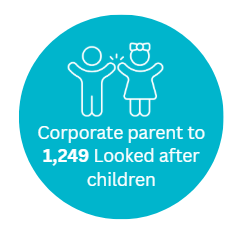 Corporate parent to
1,249 Looked after
children